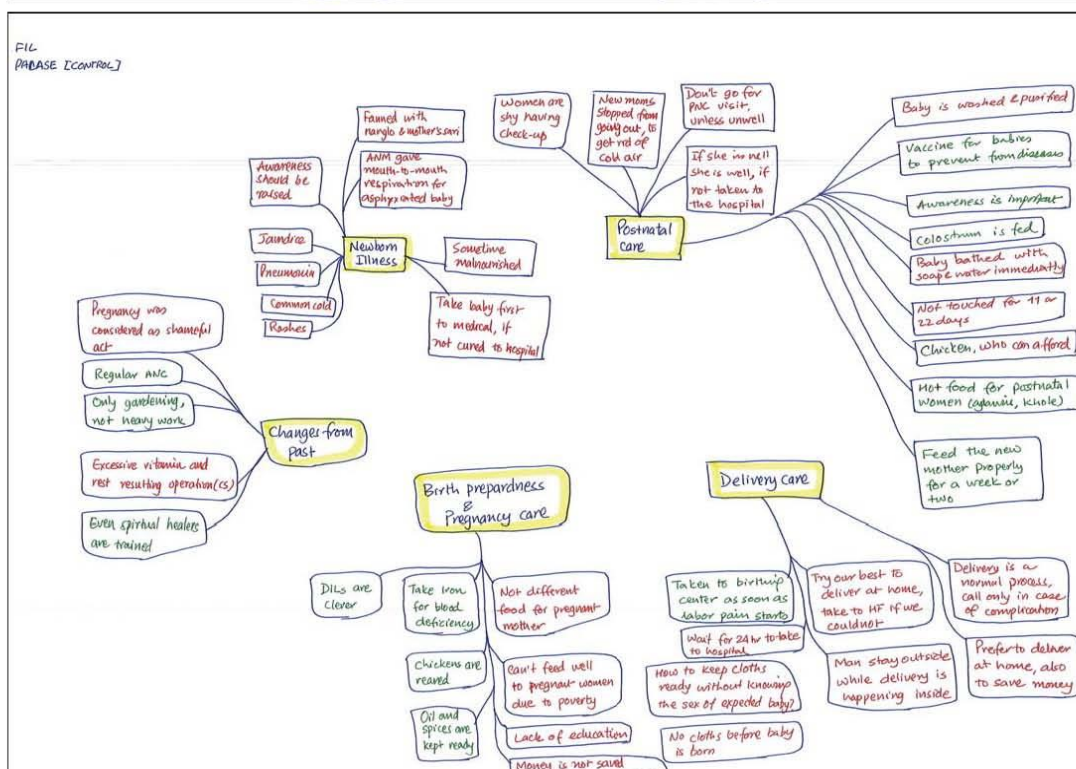 FIL
PABASE [CONTROL]
Fanned with
nanglo & mother's sari
Awareness
should be
raised
ANM gave
mouth-to-mouth
respiration for
asphyxiated baby
Jaundice
Pneumonia
Common cold
Rashes
Newborn
Illness
Sometime
malnourished
Take baby first
to medical, if
not cured to hospital
Women are
shy having
check-up
New moms
stopped from
going out, to
get rid of
cold air
Don't go for
PNC visit,
unless unwell
If she is well
she is well, if
not taken to
the hospital
Postnatal
care
Baby is washed & purified
Vaccine for babies
to prevent from diseases
Awareness is important
Colostrum is fed
Baby bathed with
soap & water immediatly
Not touched for 11 or
22 days
Chicken, who can afford
Hot food for postnatal
women (
Khole)
Feed the new
mother properly
for a week or
two
Pregnancy was
considered as shameful
act
Regular ANC
Only gardening,
not heavy work
Excessive vitamin and
rest resulting operation(cs)
Even spiritual healers
are trained
Changes from
past
Birth prepardness
&
Pregnancy care
DILs are
clever
Take Iron
for blood
deficiency
Not different
food for pregnant
mother
Chickens are
reared
Can't feed well
to pregnant women
due to poverty
Oil and
spices are
kept ready
Lack of education
Money is not saved
Delivery care
Taken to birthing
center as soon as
labor pain starts
Wait for 24 hr to take
to hospital
Try our best to
deliver at home,
take to HF if we
could not
Delivery is a
normal process,
call only in case
of complication
How to keep cloths
ready without knowing
the sex of expected baby?
Man stay outside
while delivery is
happening inside
Prefer to deliver
at home, also
to save money
No cloths before baby
is born